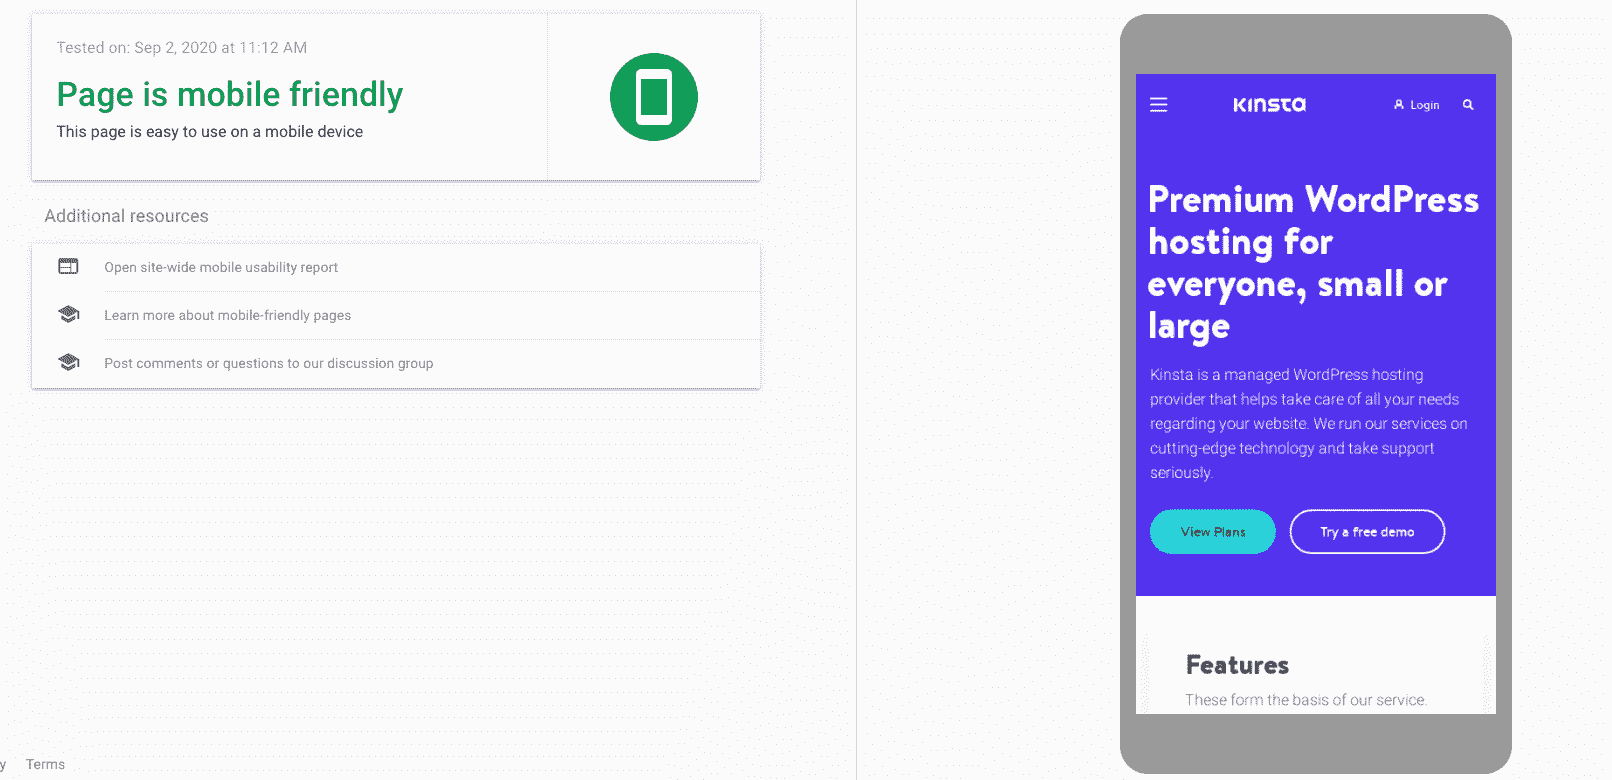 Tested on: Sep 2, 2020 at 11:12 AM
Page is mobile friendly
This page is easy to use on a mobile device
Additional resources
Open site-wide mobile usability report
Learn more about mobile-friendly pages
Post comments or questions to our discussion group
y Terms
KINSTA
Login
Premium WordPress
hosting for
everyone, small or
large
Kinsta is a managed WordPress hosting
provider that helps take care of all your needs
regarding your website. We run our services on
cutting-edge technology and take support
seriously.
View Plans
Try a free demo
Features
These form the basis of our service.